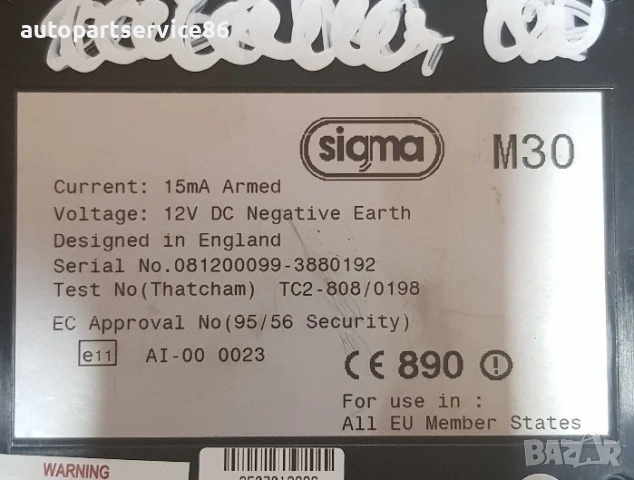 autopartservice86
sigma
M30
Current: 15mA Armed
Voltage: 12V DC Negative Earth
Designed in England
Serial No.081200099-3880192
Test No(Thatcham) TC2-808/0198
EC Approval No(95/56 Security)
e11 AI-00 0023
CE 890
For use in :
All EU Member States
WARNING
BAZAR